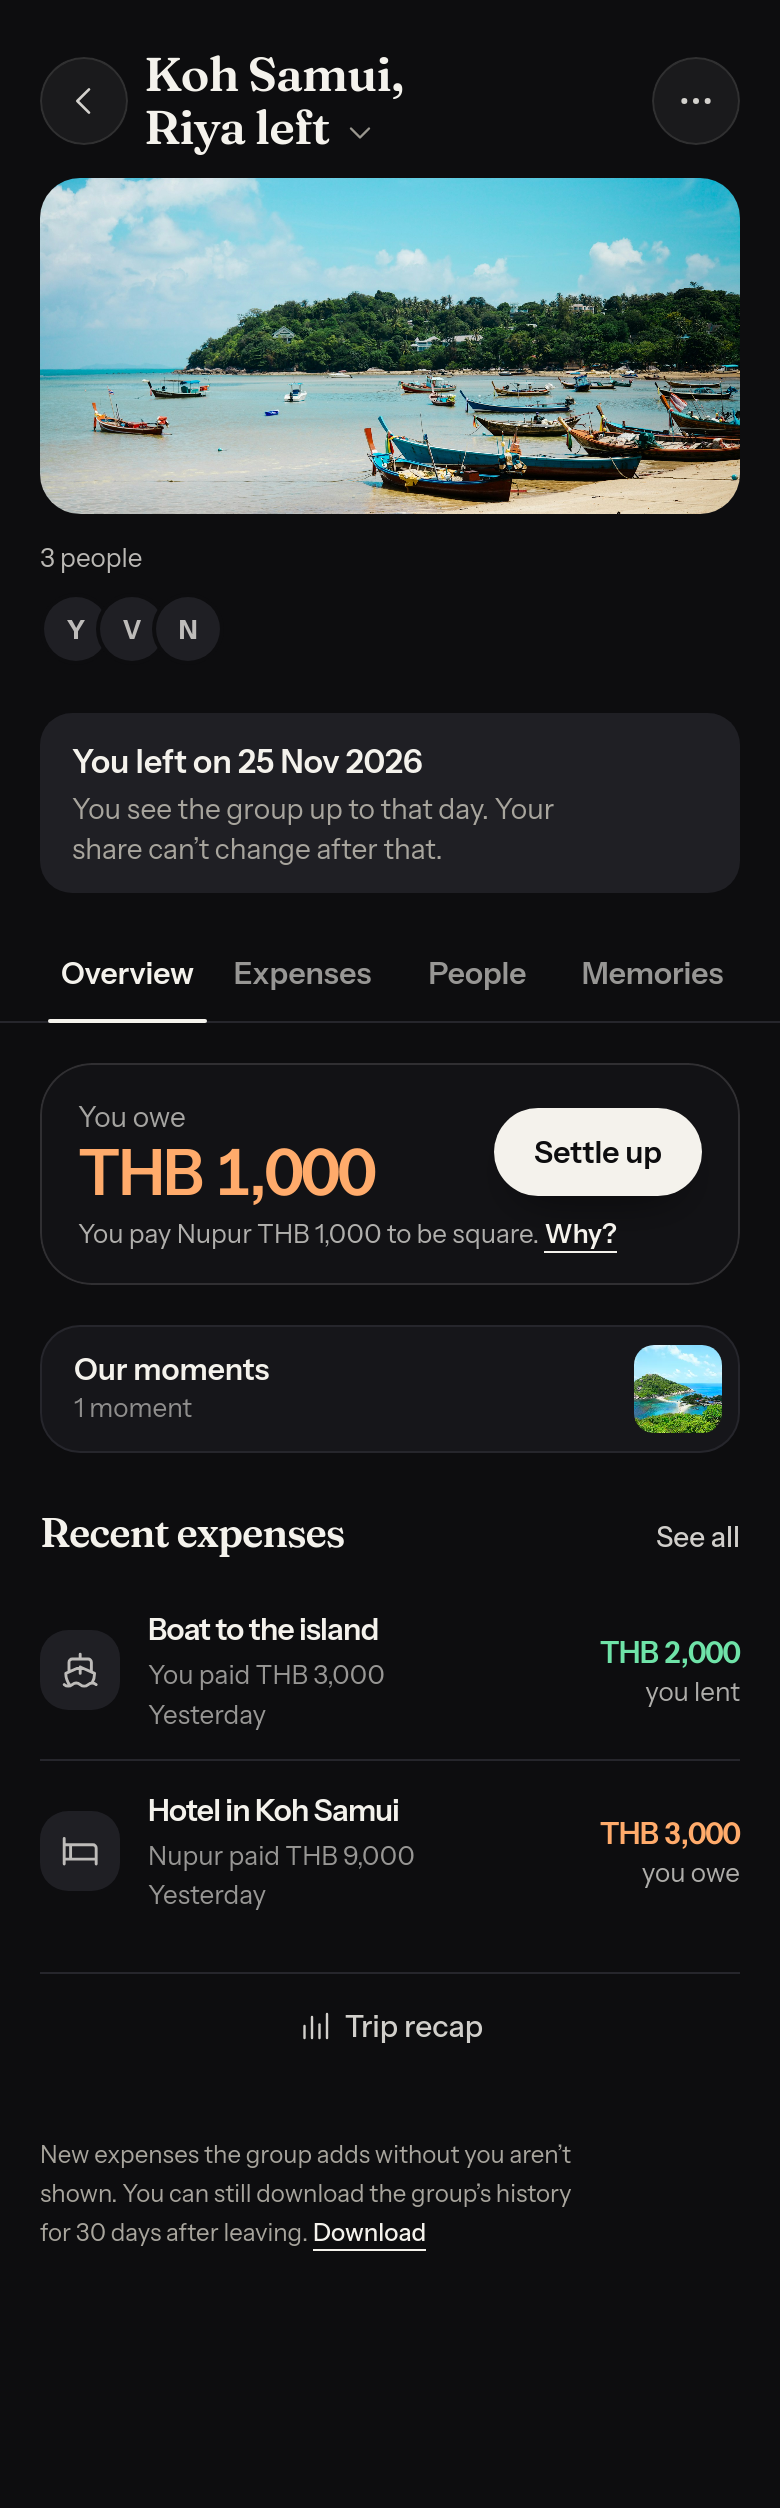 Koh Samui,
Riya left
3 people
Y V N
You left on 25 Nov 2026
You see the group up to that day. Your
share can’t change after that.
Overview Expenses People Memories
You owe
THB 1,000
Settle up
You pay Nupur THB 1,000 to be square. Why?
Our moments
1 moment
Recent expenses
See all
Boat to the island
You paid THB 3,000
Yesterday
THB 2,000
you lent
Hotel in Koh Samui
Nupur paid THB 9,000
Yesterday
THB 3,000
you owe
Trip recap
New expenses the group adds without you aren’t
shown. You can still download the group’s history
for 30 days after leaving. Download